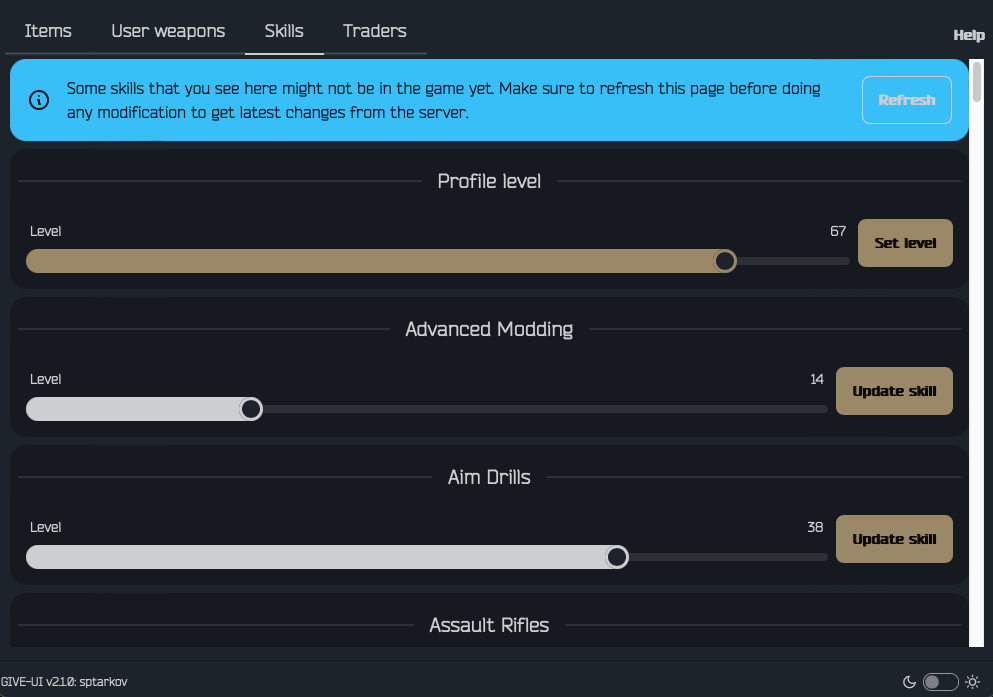 Items User weapons Skills Traders
Help
Some skills that you see here might not be in the game yet. Make sure to refresh this page before doing
any modification to get latest changes from the server.
Refresh
Profile level
Level 67
Set level
Advanced Modding
Level 14
Update skill
Aim Drills
Level 38
Update skill
Assault Rifles
GIVE-UI v2.1.0: sptarkov